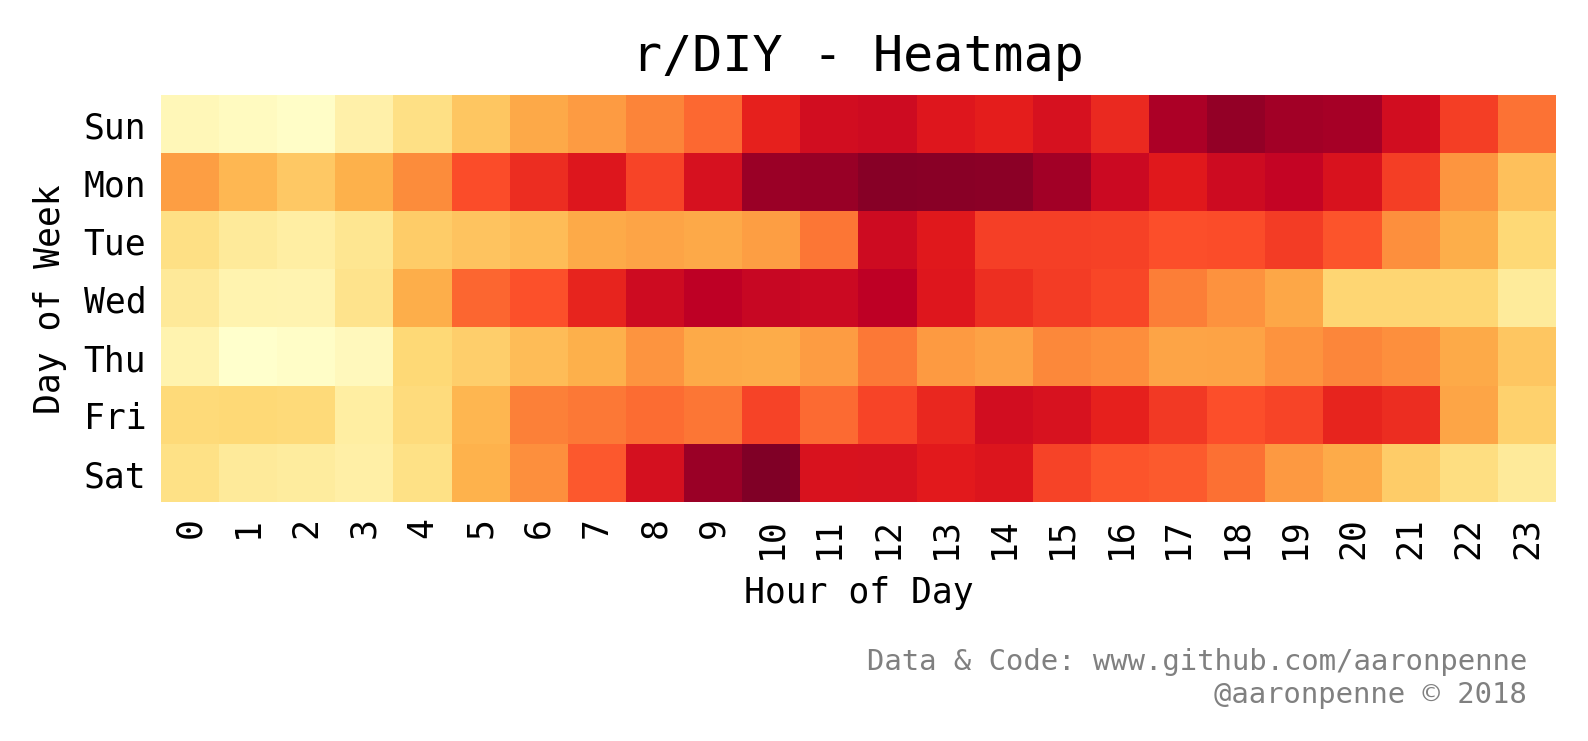 r/DIY - Heatmap
Day of Week
Sun
Mon
Tue
Wed
Thu
Fri
Sat
0 1 2 3 4 5 6 7 8 9 10 11 12 13 14 15 16 17 18 19 20 21 22 23
Hour of Day
Data & Code: www.github.com/aaronpenne
@aaronpenne © 2018